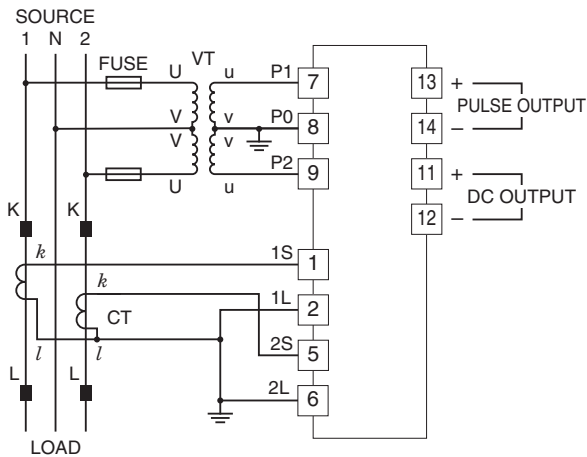 SOURCE
1 N 2
FUSE
VT
U u P1 7
V v P0 8
V v
U u P2 9
13 +
PULSE OUTPUT
14 −
11 +
DC OUTPUT
12 −
K K
k 1S 1
k 1L 2
CT
l l 2S 5
L L 2L 6
LOAD